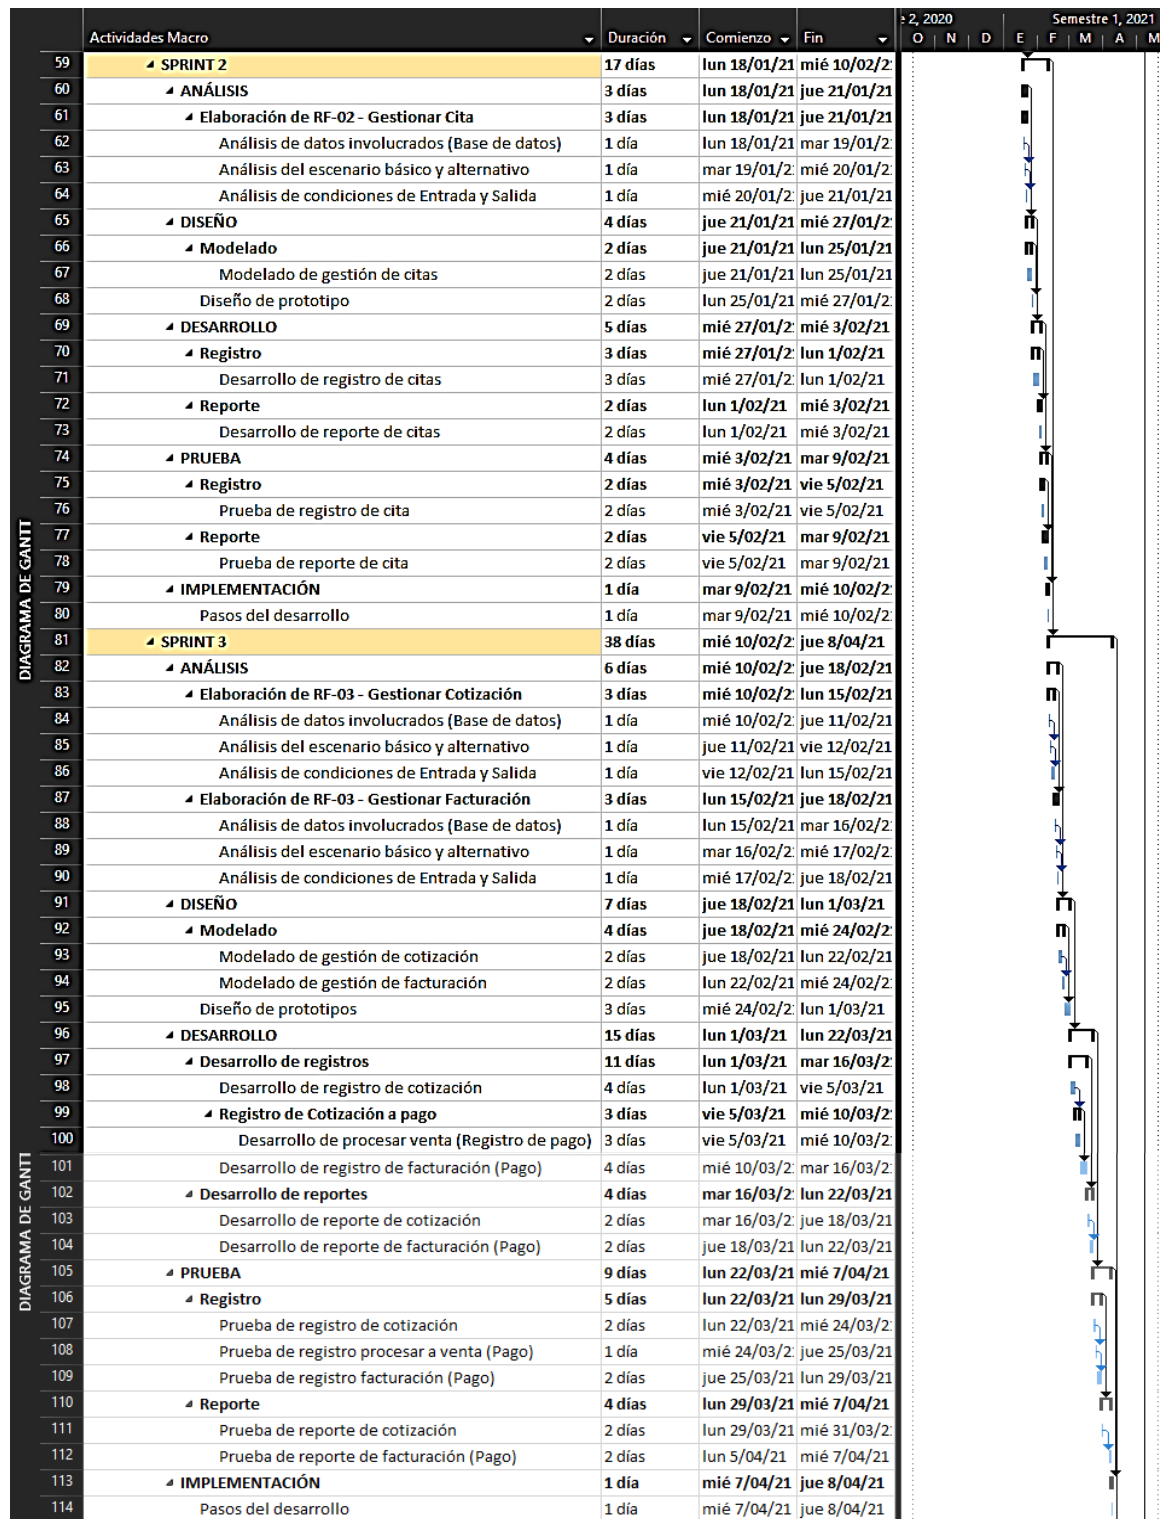 e 2, 2020 Semestre 1, 2021
Actividades Macro Duración Comienzo Fin O N D E F M A M
59 SPRINT 2 17 días lun 18/01/21 mié 10/02/2
60 ANÁLISIS 3 días lun 18/01/21 jue 21/01/21
61 Elaboración de RF-02 - Gestionar Cita 3 días lun 18/01/21 jue 21/01/21
62 Análisis de datos involucrados (Base de datos) 1 día lun 18/01/21 mar 19/01/2
63 Análisis del escenario básico y alternativo 1 día mar 19/01/2 mié 20/01/2
64 Análisis de condiciones de Entrada y Salida 1 día mié 20/01/2 jue 21/01/21
65 DISEÑO 4 días jue 21/01/21 mié 27/01/2
66 Modelado 2 días jue 21/01/21 lun 25/01/21
67 Modelado de gestión de citas 2 días jue 21/01/21 lun 25/01/21
68 Diseño de prototipo 2 días lun 25/01/21 mié 27/01/2
69 DESARROLLO 5 días mié 27/01/2 mié 3/02/21
70 Registro 3 días mié 27/01/2 lun 1/02/21
71 Desarrollo de registro de citas 3 días mié 27/01/2 lun 1/02/21
72 Reporte 2 días lun 1/02/21 mié 3/02/21
73 Desarrollo de reporte de citas 2 días lun 1/02/21 mié 3/02/21
74 PRUEBA 4 días mié 3/02/21 mar 9/02/21
75 Registro 2 días mié 3/02/21 vie 5/02/21
76 Prueba de registro de cita 2 días mié 3/02/21 vie 5/02/21
77 Reporte 2 días vie 5/02/21 mar 9/02/21
78 Prueba de reporte de cita 2 días vie 5/02/21 mar 9/02/21
79 IMPLEMENTACIÓN 1 día mar 9/02/21 mié 10/02/2
80 Pasos del desarrollo 1 día mar 9/02/21 mié 10/02/2
DIAGRAMA DE GANTT
81 SPRINT 3 38 días mié 10/02/2 jue 8/04/21
82 ANÁLISIS 6 días mié 10/02/2 jue 18/02/21
83 Elaboración de RF-03 - Gestionar Cotización 3 días mié 10/02/2 lun 15/02/21
84 Análisis de datos involucrados (Base de datos) 1 día mié 10/02/2 jue 11/02/21
85 Análisis del escenario básico y alternativo 1 día jue 11/02/21 vie 12/02/21
86 Análisis de condiciones de Entrada y Salida 1 día vie 12/02/21 lun 15/02/21
87 Elaboración de RF-03 - Gestionar Facturación 3 días lun 15/02/21 jue 18/02/21
88 Análisis de datos involucrados (Base de datos) 1 día lun 15/02/21 mar 16/02/2
89 Análisis del escenario básico y alternativo 1 día mar 16/02/2 mié 17/02/2
90 Análisis de condiciones de Entrada y Salida 1 día mié 17/02/2 jue 18/02/21
91 DISEÑO 7 días jue 18/02/21 lun 1/03/21
92 Modelado 4 días jue 18/02/21 mié 24/02/2
93 Modelado de gestión de cotización 2 días jue 18/02/21 lun 22/02/21
94 Modelado de gestión de facturación 2 días lun 22/02/21 mié 24/02/2
95 Diseño de prototipos 3 días mié 24/02/2 lun 1/03/21
96 DESARROLLO 15 días lun 1/03/21 lun 22/03/21
97 Desarrollo de registros 11 días lun 1/03/21 mar 16/03/2
98 Desarrollo de registro de cotización 4 días lun 1/03/21 vie 5/03/21
99 Registro de Cotización a pago 3 días vie 5/03/21 mié 10/03/2
100 Desarrollo de procesar venta (Registro de pago) 3 días vie 5/03/21 mié 10/03/2
101 Desarrollo de registro de facturación (Pago) 4 días mié 10/03/2 mar 16/03/2
102 Desarrollo de reportes 4 días mar 16/03/2 lun 22/03/21
103 Desarrollo de reporte de cotización 2 días mar 16/03/2 jue 18/03/21
104 Desarrollo de reporte de facturación (Pago) 2 días jue 18/03/21 lun 22/03/21
DIAGRAMA DE GANTT
105 PRUEBA 9 días lun 22/03/21 mié 7/04/21
106 Registro 5 días lun 22/03/21 lun 29/03/21
107 Prueba de registro de cotización 2 días lun 22/03/21 mié 24/03/2
108 Prueba de registro procesar a venta (Pago) 1 día mié 24/03/2 jue 25/03/21
109 Prueba de registro facturación (Pago) 2 días jue 25/03/21 lun 29/03/21
110 Reporte 4 días lun 29/03/21 mié 7/04/21
111 Prueba de reporte de cotización 2 días lun 29/03/21 mié 31/03/2
112 Prueba de reporte de facturación (Pago) 2 días lun 5/04/21 mié 7/04/21
113 IMPLEMENTACIÓN 1 día mié 7/04/21 jue 8/04/21
114 Pasos del desarrollo 1 día mié 7/04/21 jue 8/04/21